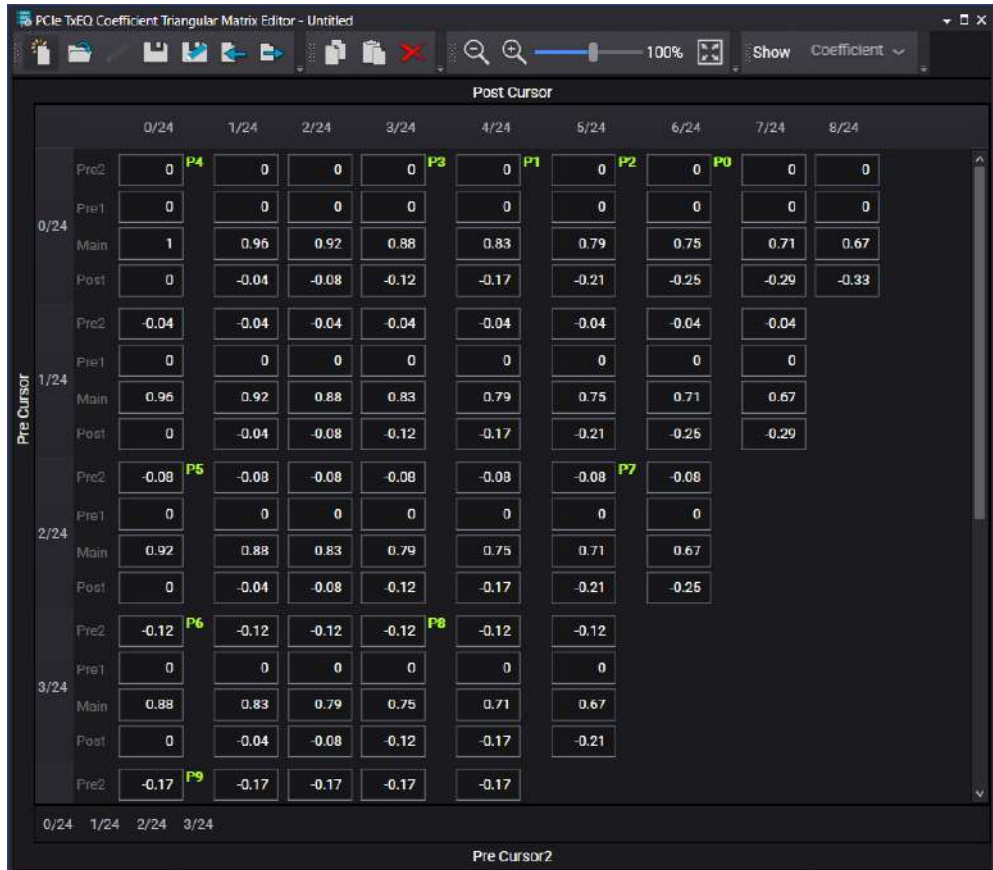 PCIe TxEQ Coefficient Triangular Matrix Editor - Untitled
100% Show Coefficient
Post Cursor
0/24 1/24 2/24 3/24 4/24 5/24 6/24 7/24 8/24
Pre Cursor
0/24
Pre2 0 P4 0 0 0 P3 0 P1 0 P2 0 P0 0 0
Pre1 0 0 0 0 0 0 0 0 0
Main 1 0.96 0.92 0.88 0.83 0.79 0.75 0.71 0.67
Post 0 -0.04 -0.08 -0.12 -0.17 -0.21 -0.25 -0.29 -0.33
1/24
Pre2 -0.04 -0.04 -0.04 -0.04 -0.04 -0.04 -0.04 -0.04
Pre1 0 0 0 0 0 0 0 0
Main 0.96 0.92 0.88 0.83 0.79 0.75 0.71 0.67
Post 0 -0.04 -0.08 -0.12 -0.17 -0.21 -0.25 -0.29
2/24
Pre2 -0.08 P5 -0.08 -0.08 -0.08 -0.08 -0.08 P7 -0.08
Pre1 0 0 0 0 0 0 0
Main 0.92 0.88 0.83 0.79 0.75 0.71 0.67
Post 0 -0.04 -0.08 -0.12 -0.17 -0.21 -0.25
3/24
Pre2 -0.12 P6 -0.12 -0.12 -0.12 P8 -0.12 -0.12
Pre1 0 0 0 0 0 0
Main 0.88 0.83 0.79 0.75 0.71 0.67
Post 0 -0.04 -0.08 -0.12 -0.17 -0.21
Pre2 -0.17 P9 -0.17 -0.17 -0.17 -0.17
0/24 1/24 2/24 3/24
Pre Cursor2